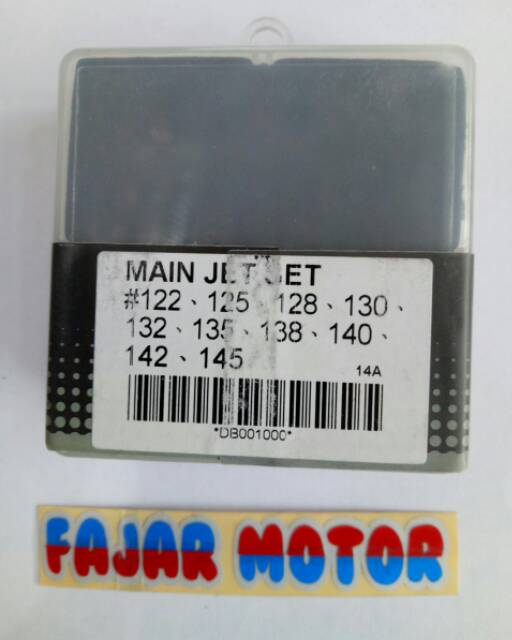 MAIN JET SET
#122、125、128、130、
132、135、138、140、
142、145
14A
*DB001000*
FAJAR MOTOR